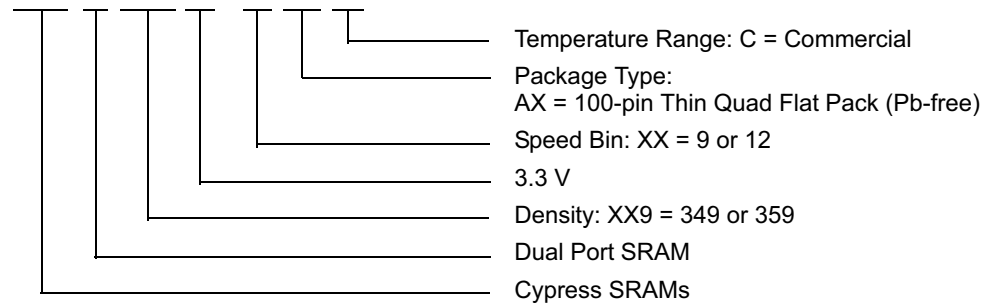 Temperature Range: C = Commercial
Package Type:
AX = 100-pin Thin Quad Flat Pack (Pb-free)
Speed Bin: XX = 9 or 12
3.3 V
Density: XX9 = 349 or 359
Dual Port SRAM
Cypress SRAMs